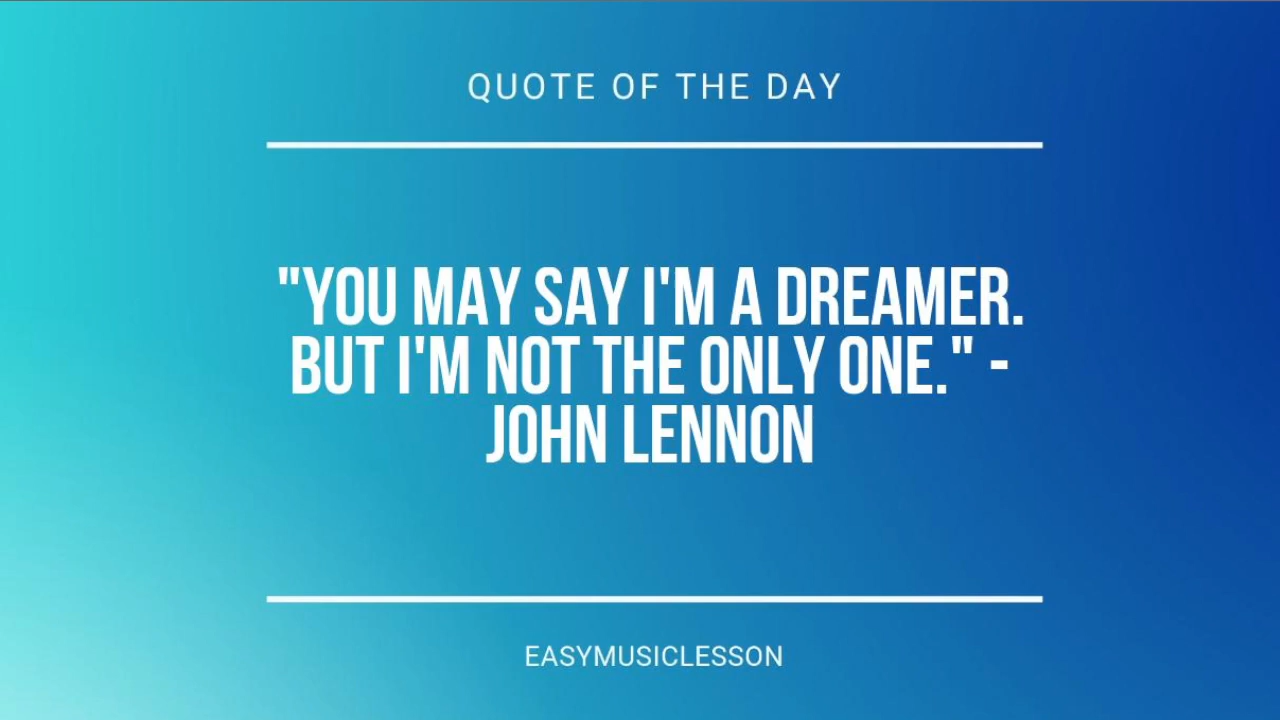 QUOTE OF THE DAY
"YOU MAY SAY I'M A DREAMER.
BUT I'M NOT THE ONLY ONE." -
JOHN LENNON
EASYMUSICLESSON